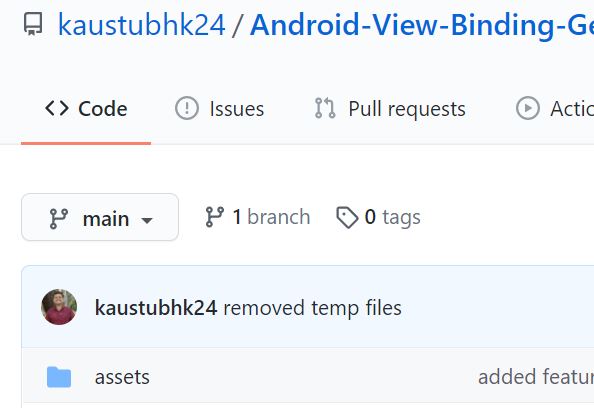 kaustubhk24 / Android-View-Binding-Ge
Code Issues Pull requests Actio
main 1 branch 0 tags
kaustubhk24 removed temp files
assets added featur